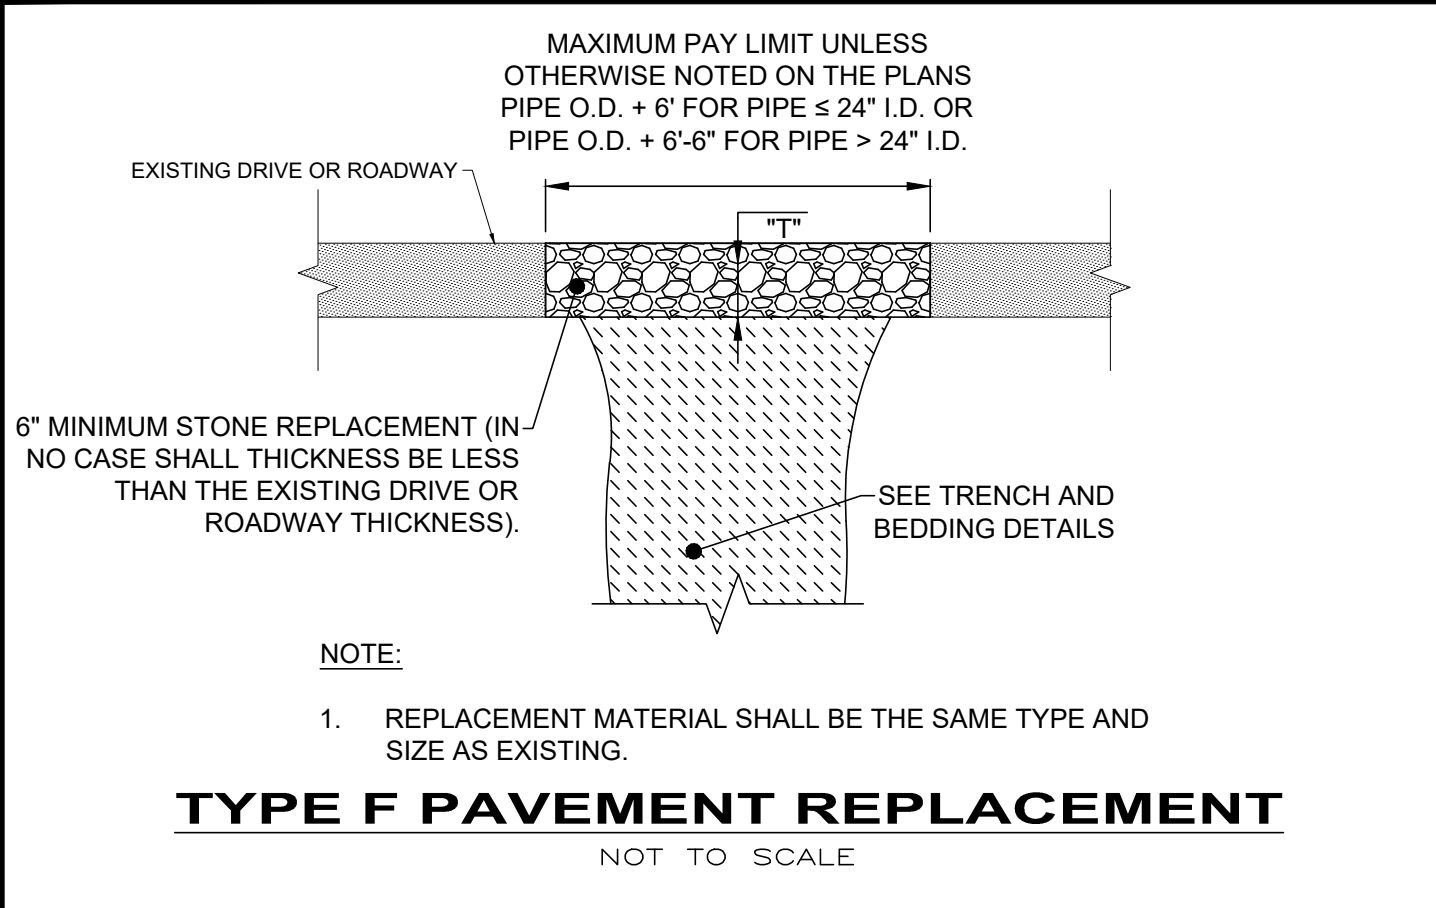 MAXIMUM PAY LIMIT UNLESS
OTHERWISE NOTED ON THE PLANS
PIPE O.D. + 6' FOR PIPE ≤ 24" I.D. OR
PIPE O.D. + 6'-6" FOR PIPE > 24" I.D.
EXISTING DRIVE OR ROADWAY
"T"
6" MINIMUM STONE REPLACEMENT (IN
NO CASE SHALL THICKNESS BE LESS
THAN THE EXISTING DRIVE OR
ROADWAY THICKNESS).
SEE TRENCH AND
BEDDING DETAILS
NOTE:
1. REPLACEMENT MATERIAL SHALL BE THE SAME TYPE AND
SIZE AS EXISTING.
TYPE F PAVEMENT REPLACEMENT
NOT TO SCALE